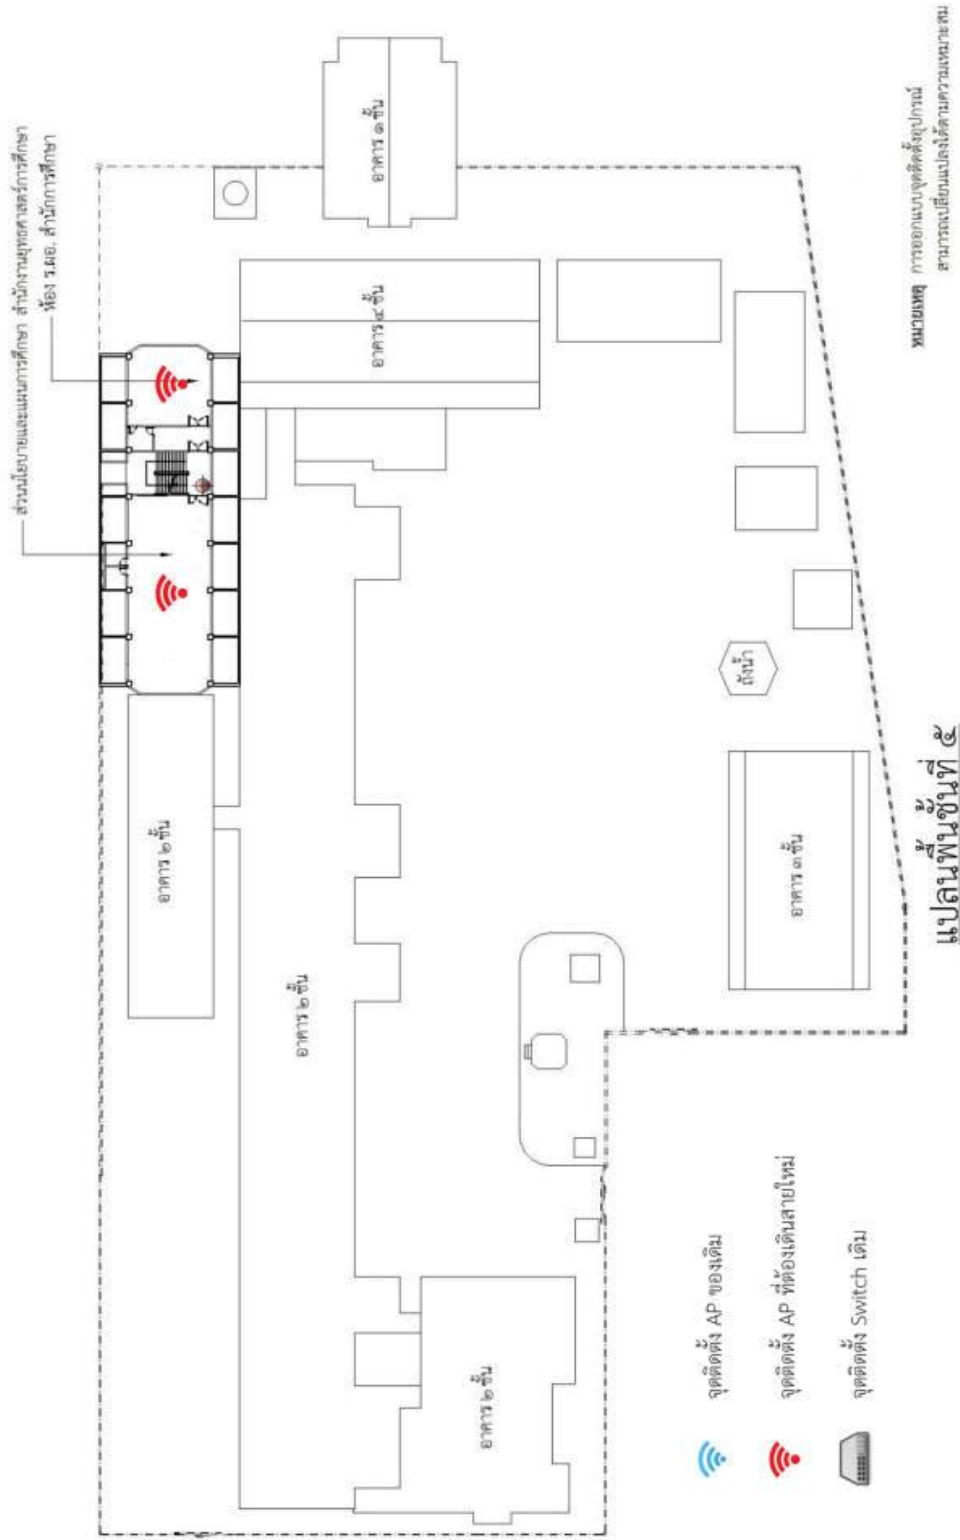 ส่วนนโยบายและแผนการศึกษา สำนักงานยุทธศาสตร์การศึกษา
ห้อง ร.ผอ. สำนักการศึกษา
อาคาร ๑ ชั้น
อาคาร ๔ ชั้น
อาคาร ๒ ชั้น
อาคาร ๒ ชั้น
ถังน้ำ
อาคาร ๓ ชั้น
อาคาร ๒ ชั้น
จุดติดตั้ง AP ของเดิม
จุดติดตั้ง AP ที่ต้องเดินสายใหม่
จุดติดตั้ง Switch เดิม
หมายเหตุ การออกแบบจุดติดตั้งอุปกรณ์
สามารถเปลี่ยนแปลงได้ตามความเหมาะสม
แปลนพื้นชั้นที่ ๕